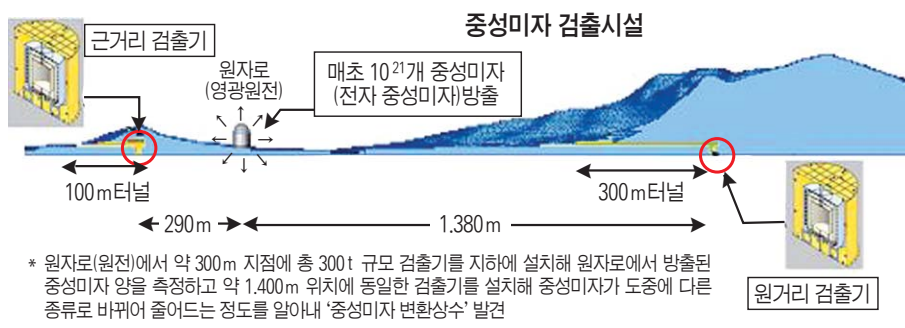 중성미자 검출시설
근거리 검출기
원자로
(영광원전)
매초 10²¹개 중성미자
(전자 중성미자)방출
100m터널
300m터널
290m
1.380m
원거리 검출기
* 원자로(원전)에서 약 300m 지점에 총 300t 규모 검출기를 지하에 설치해 원자로에서 방출된
중성미자 양을 측정하고 약 1.400m 위치에 동일한 검출기를 설치해 중성미자가 도중에 다른
종류로 바뀌어 줄어드는 정도를 알아내 ‘중성미자 변환상수’ 발견